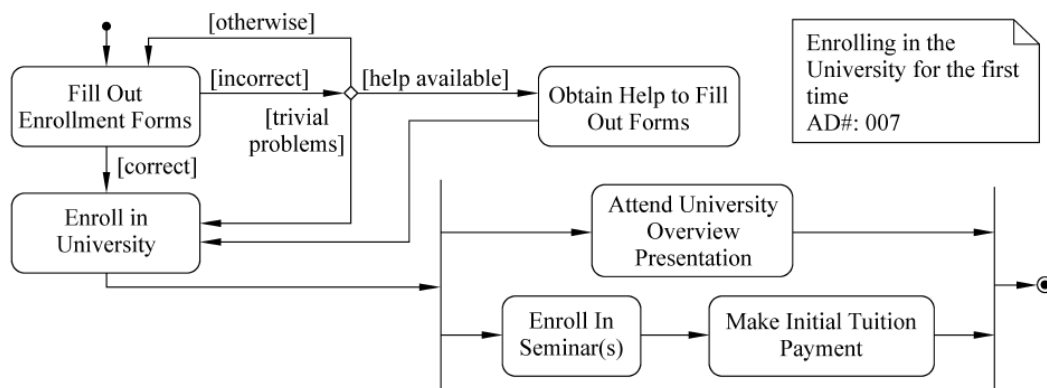 [otherwise]
Fill Out
Enrollment Forms
[incorrect]
[help available]
[trivial
problems]
Obtain Help to Fill
Out Forms
Enrolling in the
University for the first
time
AD#: 007
[correct]
Enroll in
University
Attend University
Overview
Presentation
Enroll In
Seminar(s)
Make Initial Tuition
Payment